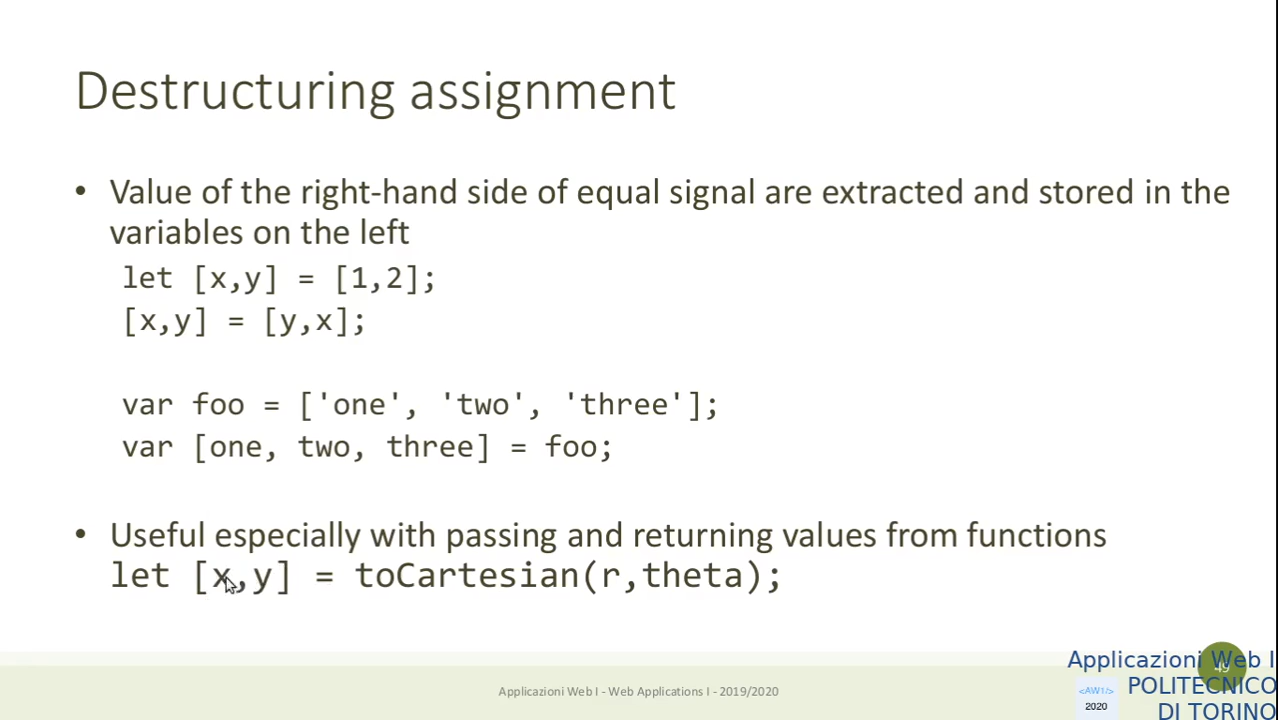 Destructuring assignment
• Value of the right-hand side of equal signal are extracted and stored in the
variables on the left
let [x,y] = [1,2];
[x,y] = [y,x];
var foo = ['one', 'two', 'three'];
var [one, two, three] = foo;
• Useful especially with passing and returning values from functions
let [x,y] = toCartesian(r,theta);
Applicazioni Web I - Web Applications I - 2019/2020
49
Applicazioni Web I
POLITECNICO
DI TORINO
<AW1/>
2020